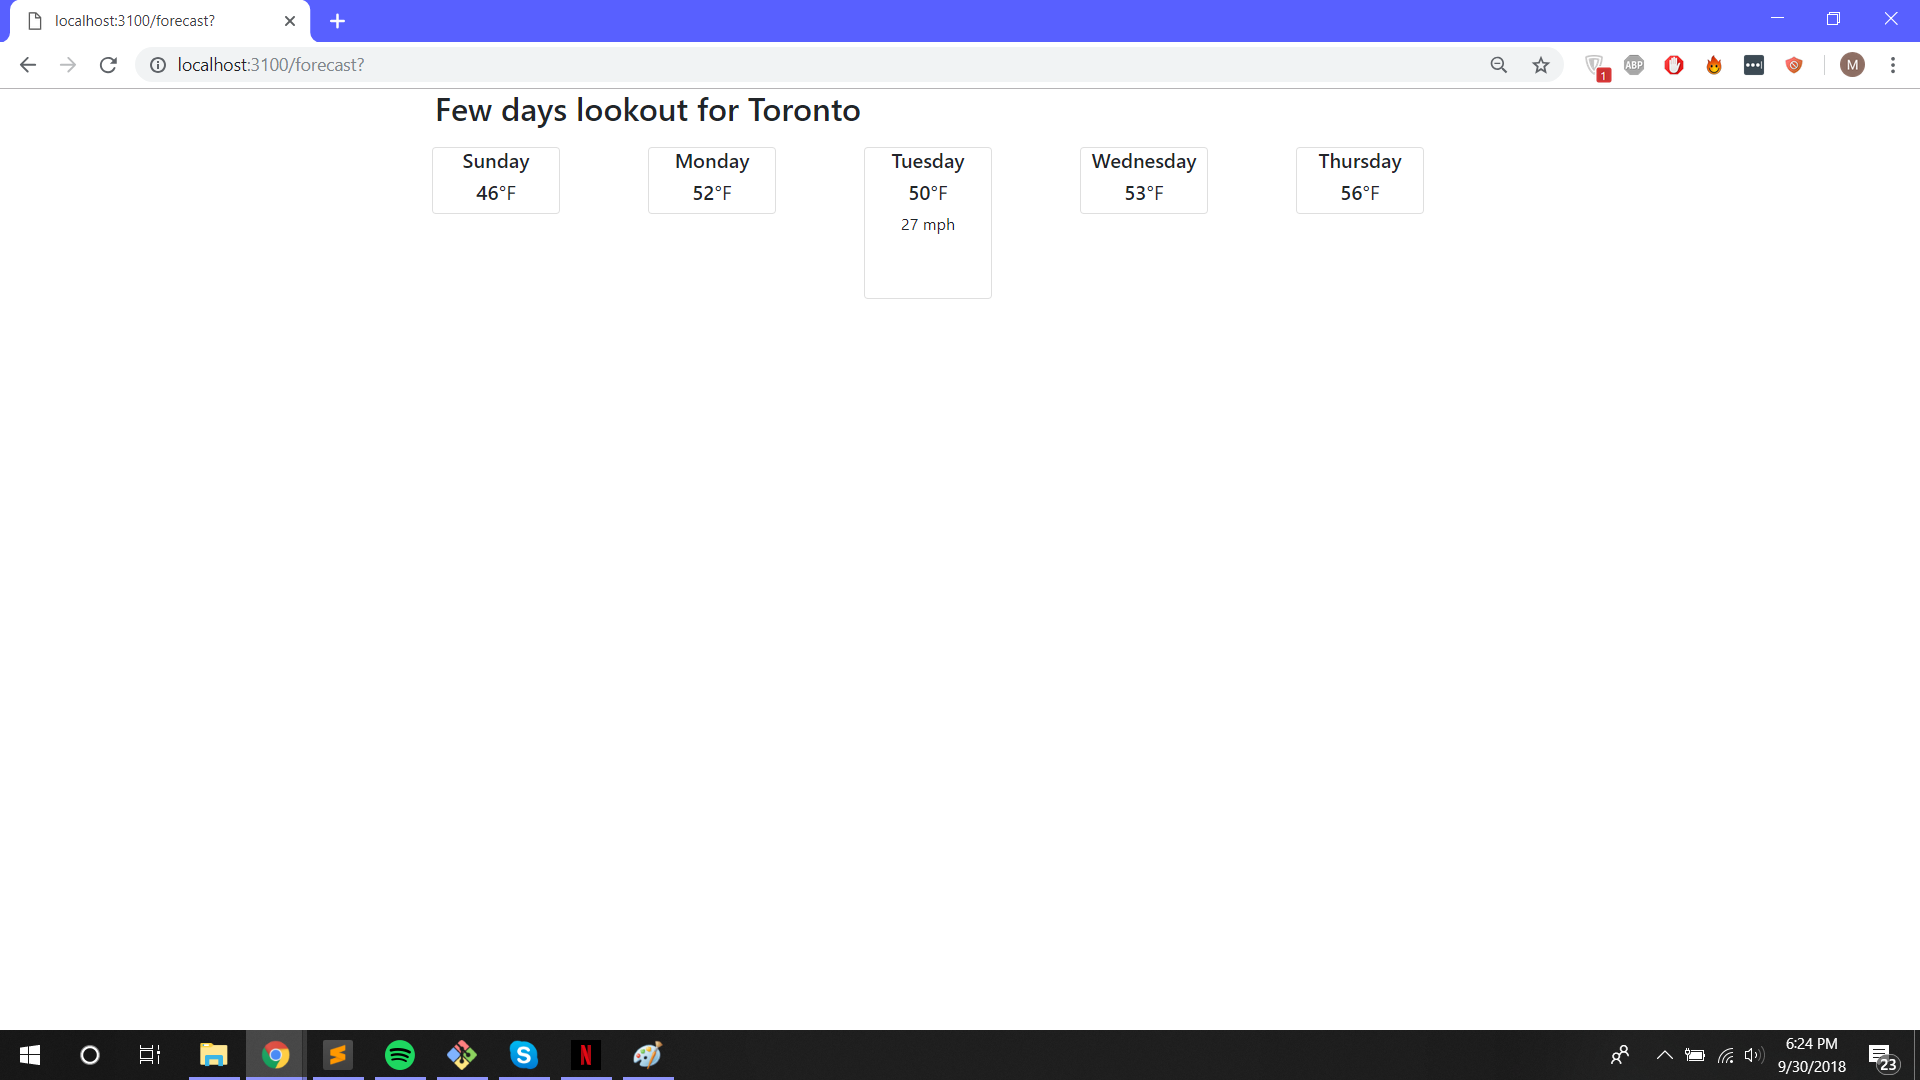 localhost:3100/forecast?
localhost:3100/forecast?
1
ABP
M
Few days lookout for Toronto
Sunday
46°F
Monday
52°F
Tuesday
50°F
27 mph
Wednesday
53°F
Thursday
56°F
S
N
6:24 PM
9/30/2018
23